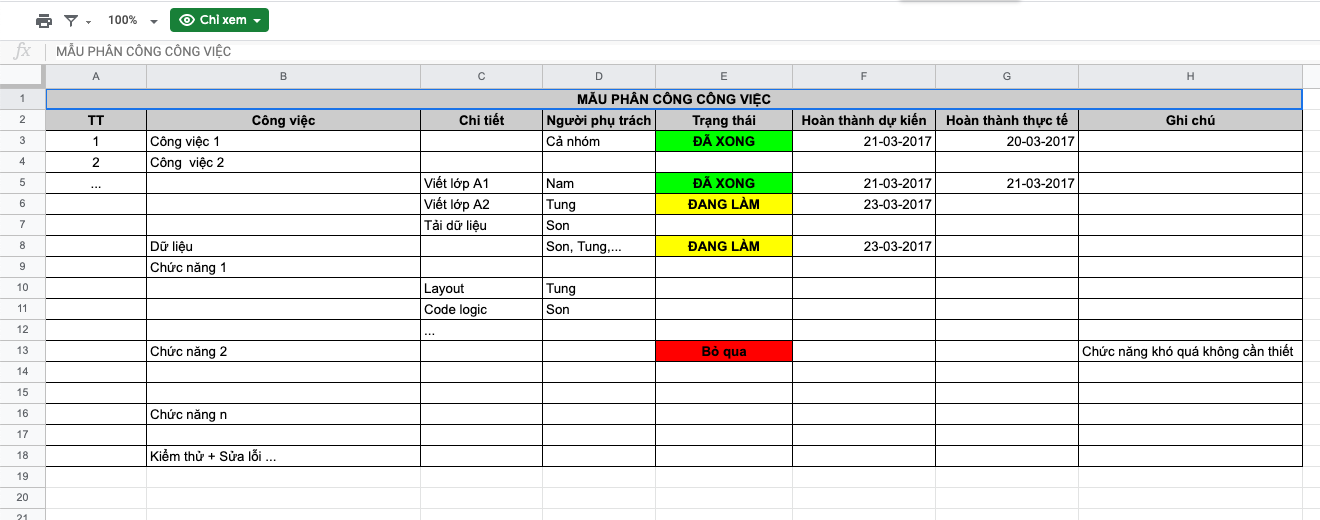 100% Chỉ xem
fx MẪU PHÂN CÔNG CÔNG VIỆC
A B C D E F G H
1 MẪU PHÂN CÔNG CÔNG VIỆC
2 TT Công việc Chi tiết Người phụ trách Trạng thái Hoàn thành dự kiến Hoàn thành thực tế Ghi chú
3 1 Công việc 1 Cả nhóm ĐÃ XONG 21-03-2017 20-03-2017
4 2 Công  việc 2
5 ... Viết lớp A1 Nam ĐÃ XONG 21-03-2017 21-03-2017
6 Viết lớp A2 Tung ĐANG LÀM 23-03-2017
7 Tải dữ liệu Son
8 Dữ liệu Son, Tung,... ĐANG LÀM 23-03-2017
9 Chức năng 1
10 Layout Tung
11 Code logic Son
12 ...
13 Chức năng 2 Bỏ qua Chức năng khó quá không cần thiết
14
15
16 Chức năng n
17
18 Kiểm thử + Sửa lỗi ...
19
20
21